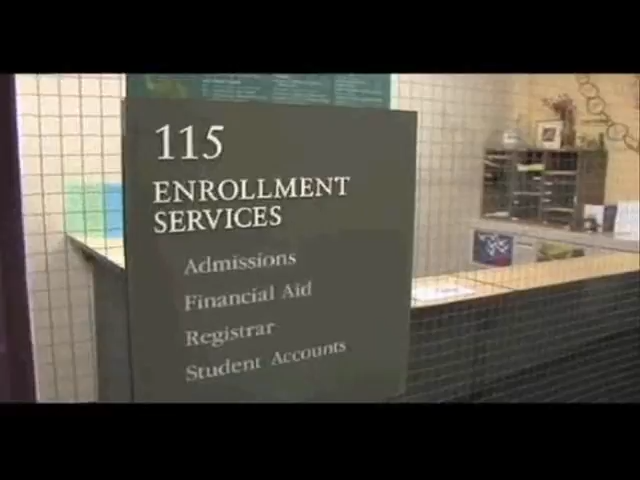 115
ENROLLMENT
SERVICES
Admissions
Financial Aid
Registrar
Student Accounts